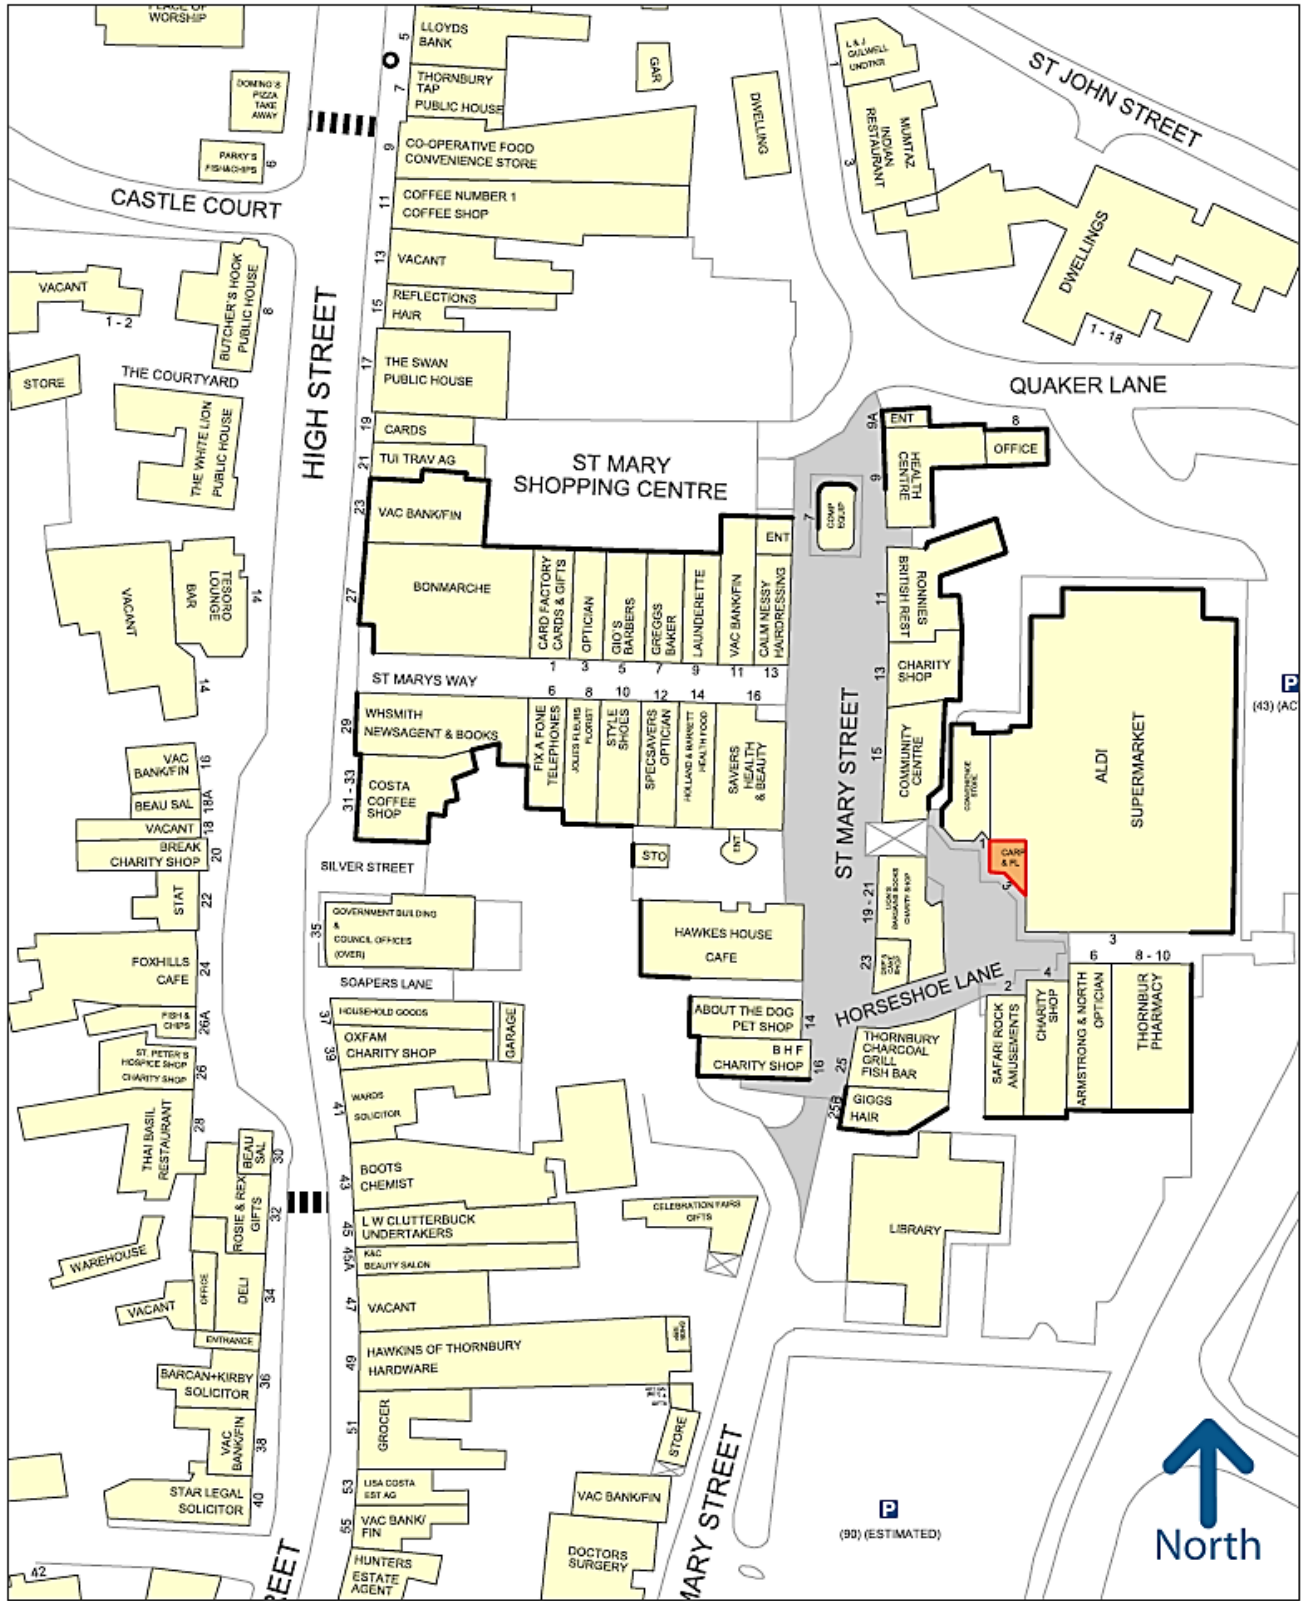 PLACE OF
WORSHIP
DOMINO'S
PIZZA
TAKE
AWAY
PARKY'S
FISH&CHIPS
6
CASTLE COURT
5
LLOYDS
BANK
7
THORNBURY
TAP
PUBLIC HOUSE
9
CO-OPERATIVE FOOD
CONVENIENCE STORE
11
COFFEE NUMBER 1
COFFEE SHOP
13
VACANT
15
REFLECTIONS
HAIR
17
THE SWAN
PUBLIC HOUSE
19
CARDS
21
TUI TRAV AG
23
VAC BANK/FIN
27
BONMARCHE
GAR
DWELLING
1
L & J
GULWELL
UNDTKR
3
MUMTAZ
INDIAN
RESTAURANT
ST JOHN STREET
DWELLINGS
1 - 18
QUAKER LANE
VACANT
1 - 2
BUTCHER'S HOOK
PUBLIC HOUSE
8
STORE
THE COURTYARD
THE WHITE LION
PUBLIC HOUSE
HIGH STREET
VACANT
14
TESORO
LOUNGE
BAR
14
ST MARY
SHOPPING CENTRE
CARD FACTORY
CARDS & GIFTS
OPTICIAN
GIO'S
BARBERS
GREGGS
BAKER
LAUNDERETTE
VAC BANK/FIN
ENT
CALM NESSY
HAIRDRESSING
1
3
5
7
9
11
13
ST MARYS WAY
6
8
10
12
14
16
29
WHSMITH
NEWSAGENT & BOOKS
FIX A FONE
TELEPHONES
JOLIES FLEURS
FLORIST
STYLE
SHOES
SPECSAVERS
OPTICIAN
HOLLAND & BARRETT
HEALTH FOOD
SAVERS
HEALTH
& BEAUTY
31 - 33
COSTA
COFFEE
SHOP
STO
ENT
7
COMP
EQUIP
9A
ENT
8
OFFICE
9
HEALTH
CENTRE
11
RONNIES
BRITISH REST
13
CHARITY
SHOP
15
COMMUNITY
CENTRE
ST MARY STREET
CONVENIENCE
STORE
ALDI
SUPERMARKET
P
(43) (AC
1
CARP
& FL
3
19 - 21
CHARITY SHOP
23
HORSESHOE LANE
2
SAFARI ROCK
AMUSEMENTS
4
CHARITY
SHOP
6
ARMSTRONG & NORTH
OPTICIAN
8 - 10
THORNBUR
PHARMACY
HAWKES HOUSE
CAFE
ABOUT THE DOG
PET SHOP
14
B H F
CHARITY SHOP
16
25
THORNBURY
CHARCOAL
GRILL
FISH BAR
25B
GIGGS
HAIR
LIBRARY
VAC
BANK/FIN
16
BEAU SAL
18A
VACANT
18
BREAK
CHARITY SHOP
20
STAT
22
FOXHILLS
CAFE
24
FISH &
CHIPS
26A
ST. PETER'S
HOSPICE SHOP
CHARITY SHOP
26
THAI BASIL
RESTAURANT
28
BEAU
SAL
30
ROSIE & REX
GIFTS
32
WAREHOUSE
VACANT
OFFICE
DELI
34
ENTRANCE
BARCAN+KIRBY
SOLICITOR
36
VAC
BANK/FIN
38
STAR LEGAL
SOLICITOR
40
42
SILVER STREET
35
GOVERNMENT BUILDING
&
COUNCIL OFFICES
(OVER)
SOAPERS LANE
37
HOUSEHOLD GOODS
39
OXFAM
CHARITY SHOP
GARAGE
41
WARDS
SOLICITOR
43
BOOTS
CHEMIST
45
L W CLUTTERBUCK
UNDERTAKERS
45A
K&C
BEAUTY SALON
47
VACANT
49
HAWKINS OF THORNBURY
HARDWARE
51
GROCER
53
LISA COSTA
EST AG
55
VAC BANK/
FIN
HUNTERS
ESTATE
AGENT
CELEBRATION FAIRS
GIFTS
STORE
VAC BANK/FIN
DOCTORS
SURGERY
MARY STREET
REET
P
(90) (ESTIMATED)
North